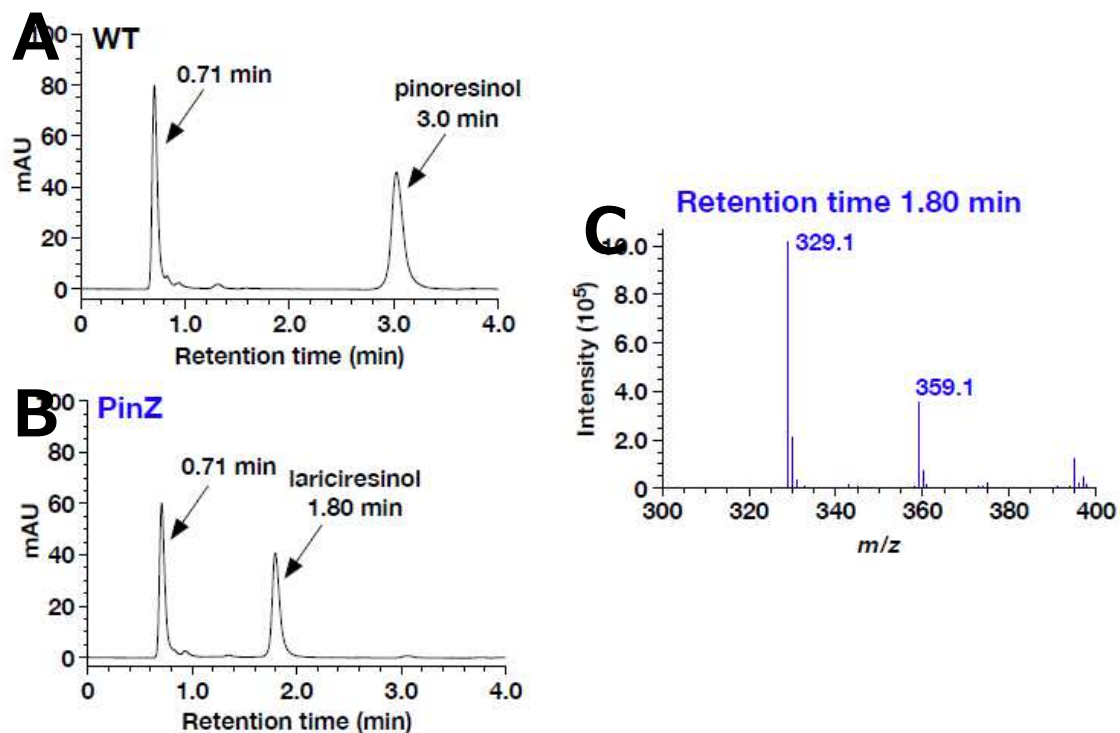 A
WT
0.71 min
pinoresinol
3.0 min
mAU
80
60
40
20
0
0 1.0 2.0 3.0 4.0
Retention time (min)
B
PinZ
0.71 min
lariciresinol
1.80 min
mAU
80
60
40
20
0
0 1.0 2.0 3.0 4.0
Retention time (min)
C
Retention time 1.80 min
329.1
359.1
Intensity (10⁵)
8.0
6.0
4.0
2.0
0
300 320 340 360 380 400
m/z